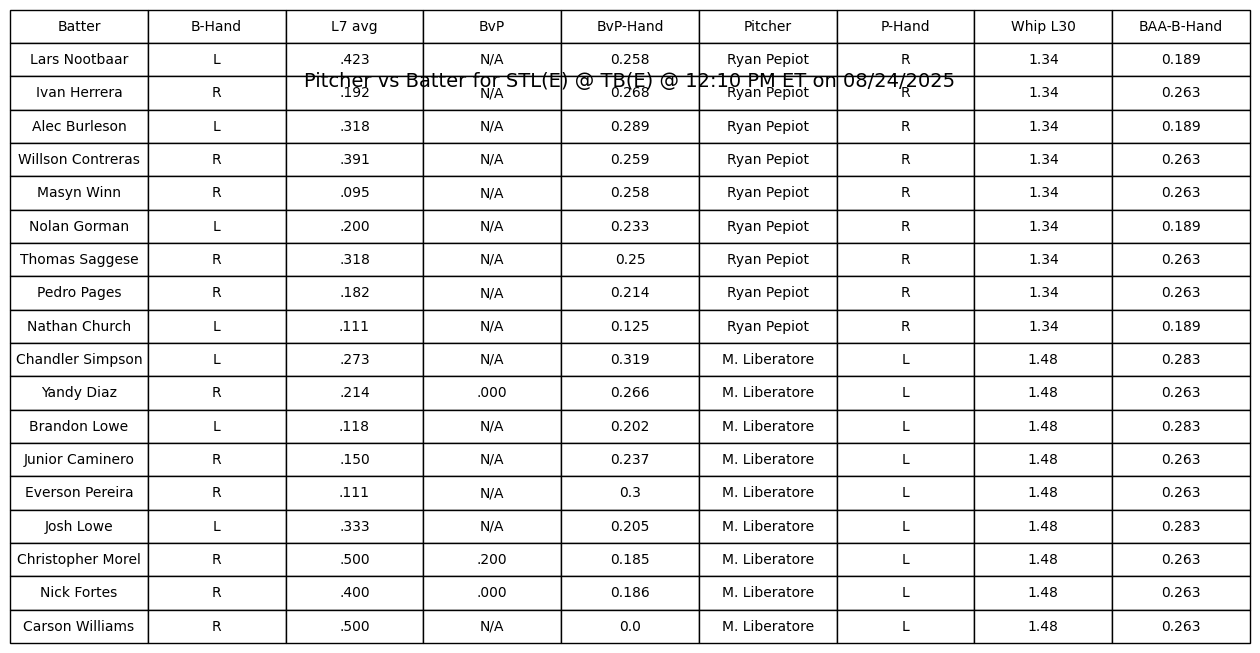 Batter B-Hand L7 avg BvP BvP-Hand Pitcher P-Hand Whip L30 BAA-B-Hand
Lars Nootbaar L .423 N/A 0.258 Ryan Pepiot R 1.34 0.189
Pitcher vs Batter for STL(E) @ TB(E) @ 12:10 PM ET on 08/24/2025
Ivan Herrera R .192 N/A 0.268 Ryan Pepiot R 1.34 0.263
Alec Burleson L .318 N/A 0.289 Ryan Pepiot R 1.34 0.189
Willson Contreras R .391 N/A 0.259 Ryan Pepiot R 1.34 0.263
Masyn Winn R .095 N/A 0.258 Ryan Pepiot R 1.34 0.263
Nolan Gorman L .200 N/A 0.233 Ryan Pepiot R 1.34 0.189
Thomas Saggese R .318 N/A 0.25 Ryan Pepiot R 1.34 0.263
Pedro Pages R .182 N/A 0.214 Ryan Pepiot R 1.34 0.263
Nathan Church L .111 N/A 0.125 Ryan Pepiot R 1.34 0.189
Chandler Simpson L .273 N/A 0.319 M. Liberatore L 1.48 0.283
Yandy Diaz R .214 .000 0.266 M. Liberatore L 1.48 0.263
Brandon Lowe L .118 N/A 0.202 M. Liberatore L 1.48 0.283
Junior Caminero R .150 N/A 0.237 M. Liberatore L 1.48 0.263
Everson Pereira R .111 N/A 0.3 M. Liberatore L 1.48 0.263
Josh Lowe L .333 N/A 0.205 M. Liberatore L 1.48 0.283
Christopher Morel R .500 .200 0.185 M. Liberatore L 1.48 0.263
Nick Fortes R .400 .000 0.186 M. Liberatore L 1.48 0.263
Carson Williams R .500 N/A 0.0 M. Liberatore L 1.48 0.263